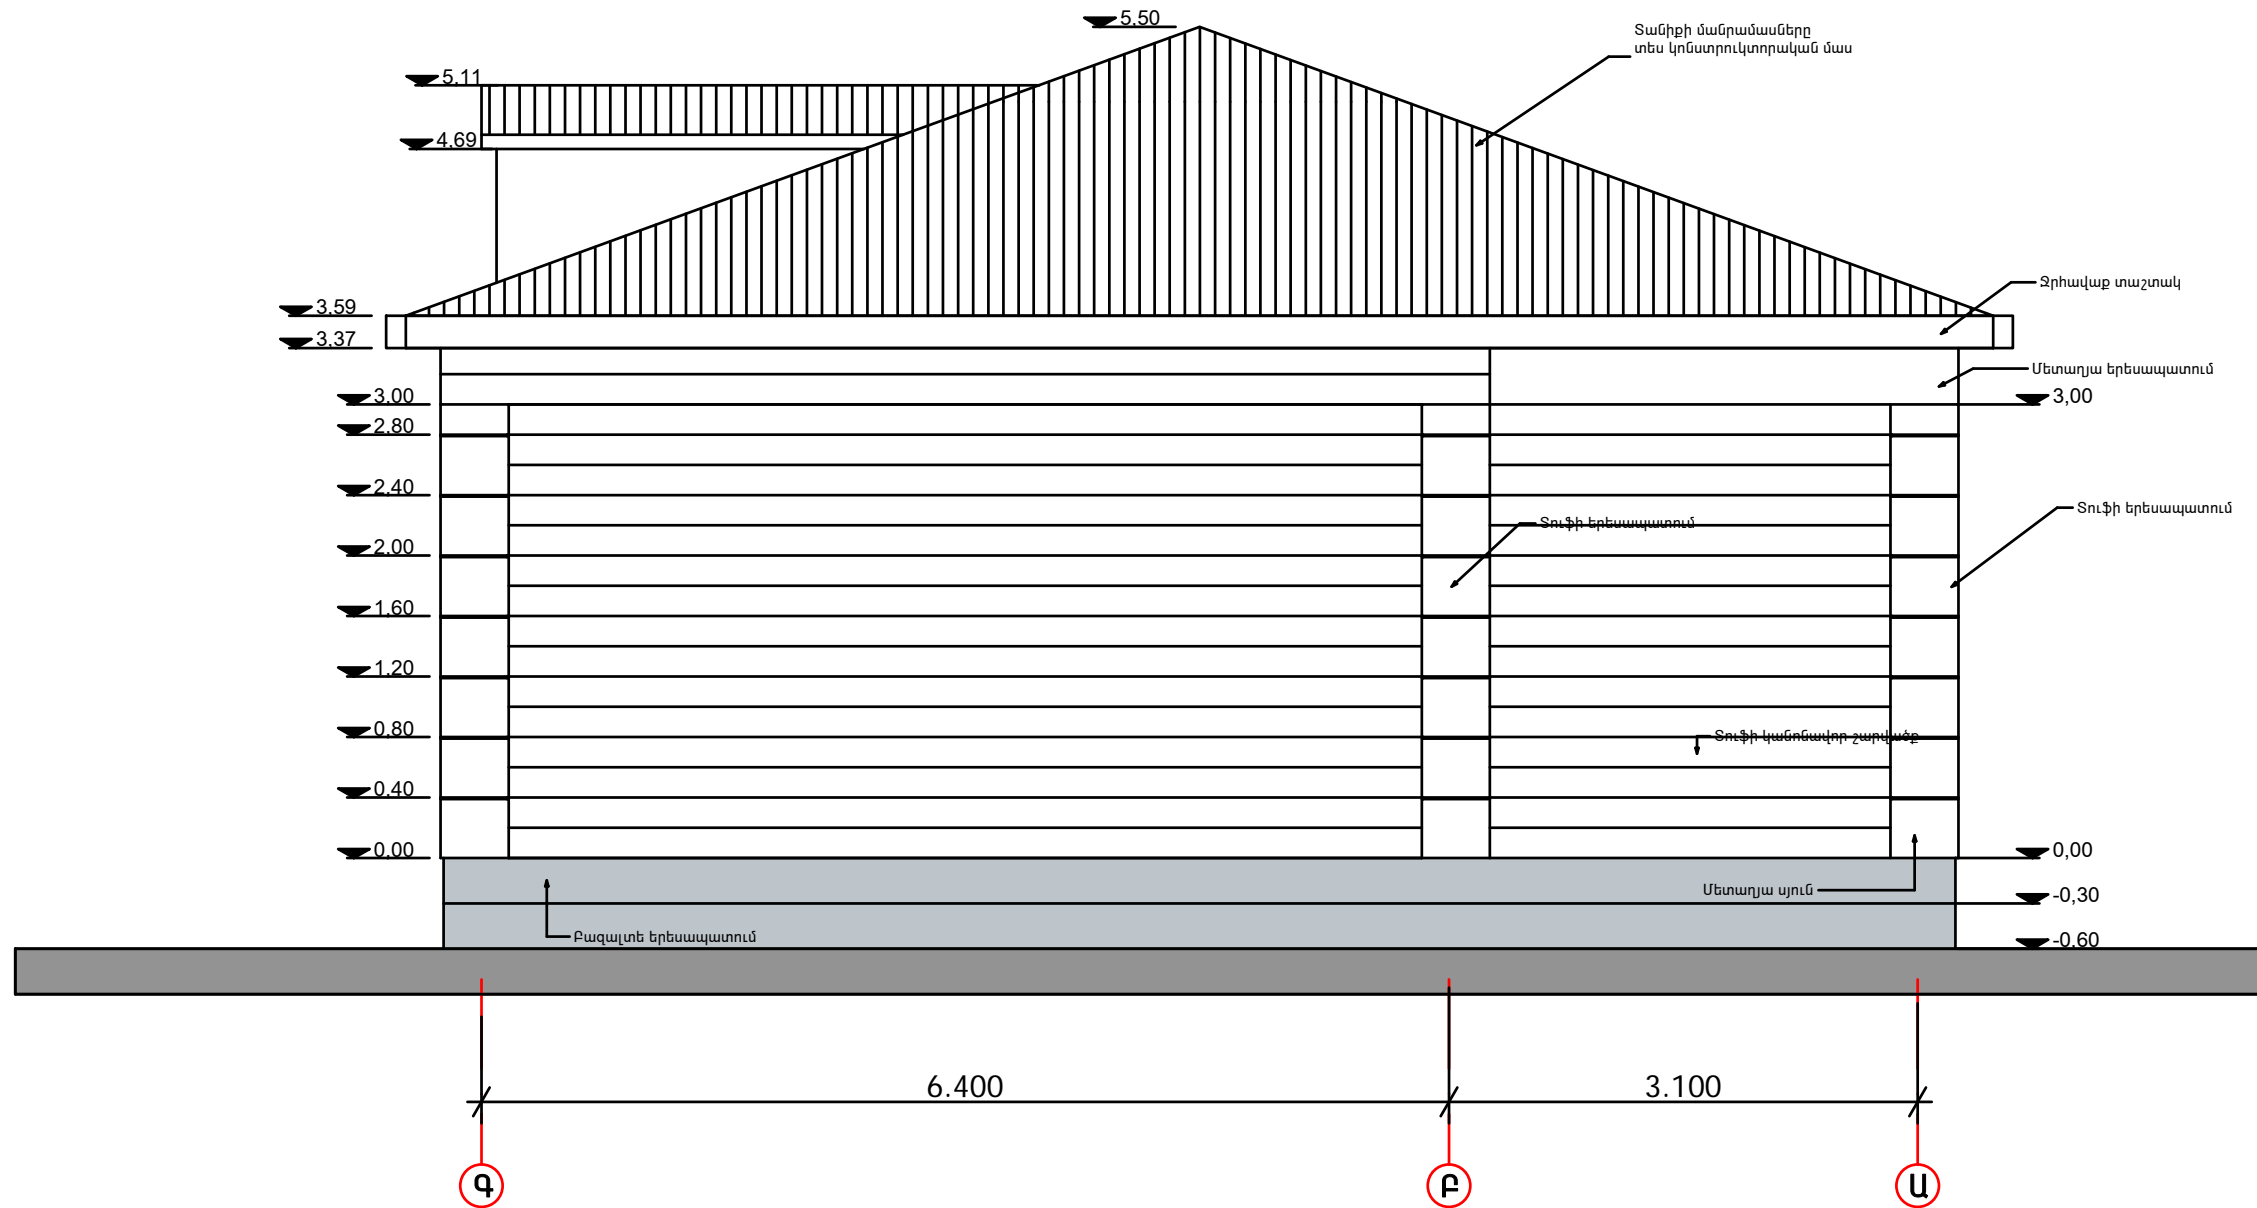 5,50
Տանիքի մանրամասները
տես կոնստրուկտորական մաս
5,11
4,69
Ջրհավաք տաշտակ
3,59
3,37
Մետաղյա երեսապատում
3,00
3,00
2,80
2,40
Տուֆի երեսապատում
Տուֆի երեսապատում
2,00
1,60
1,20
0,80
Տուֆի կանոնավոր շարվածք
0,40
0,00
0,00
Մետաղյա սյուն
-0,30
Բազալտե երեսապատում
-0,60
6.400
3.100
Գ
Բ
Ա